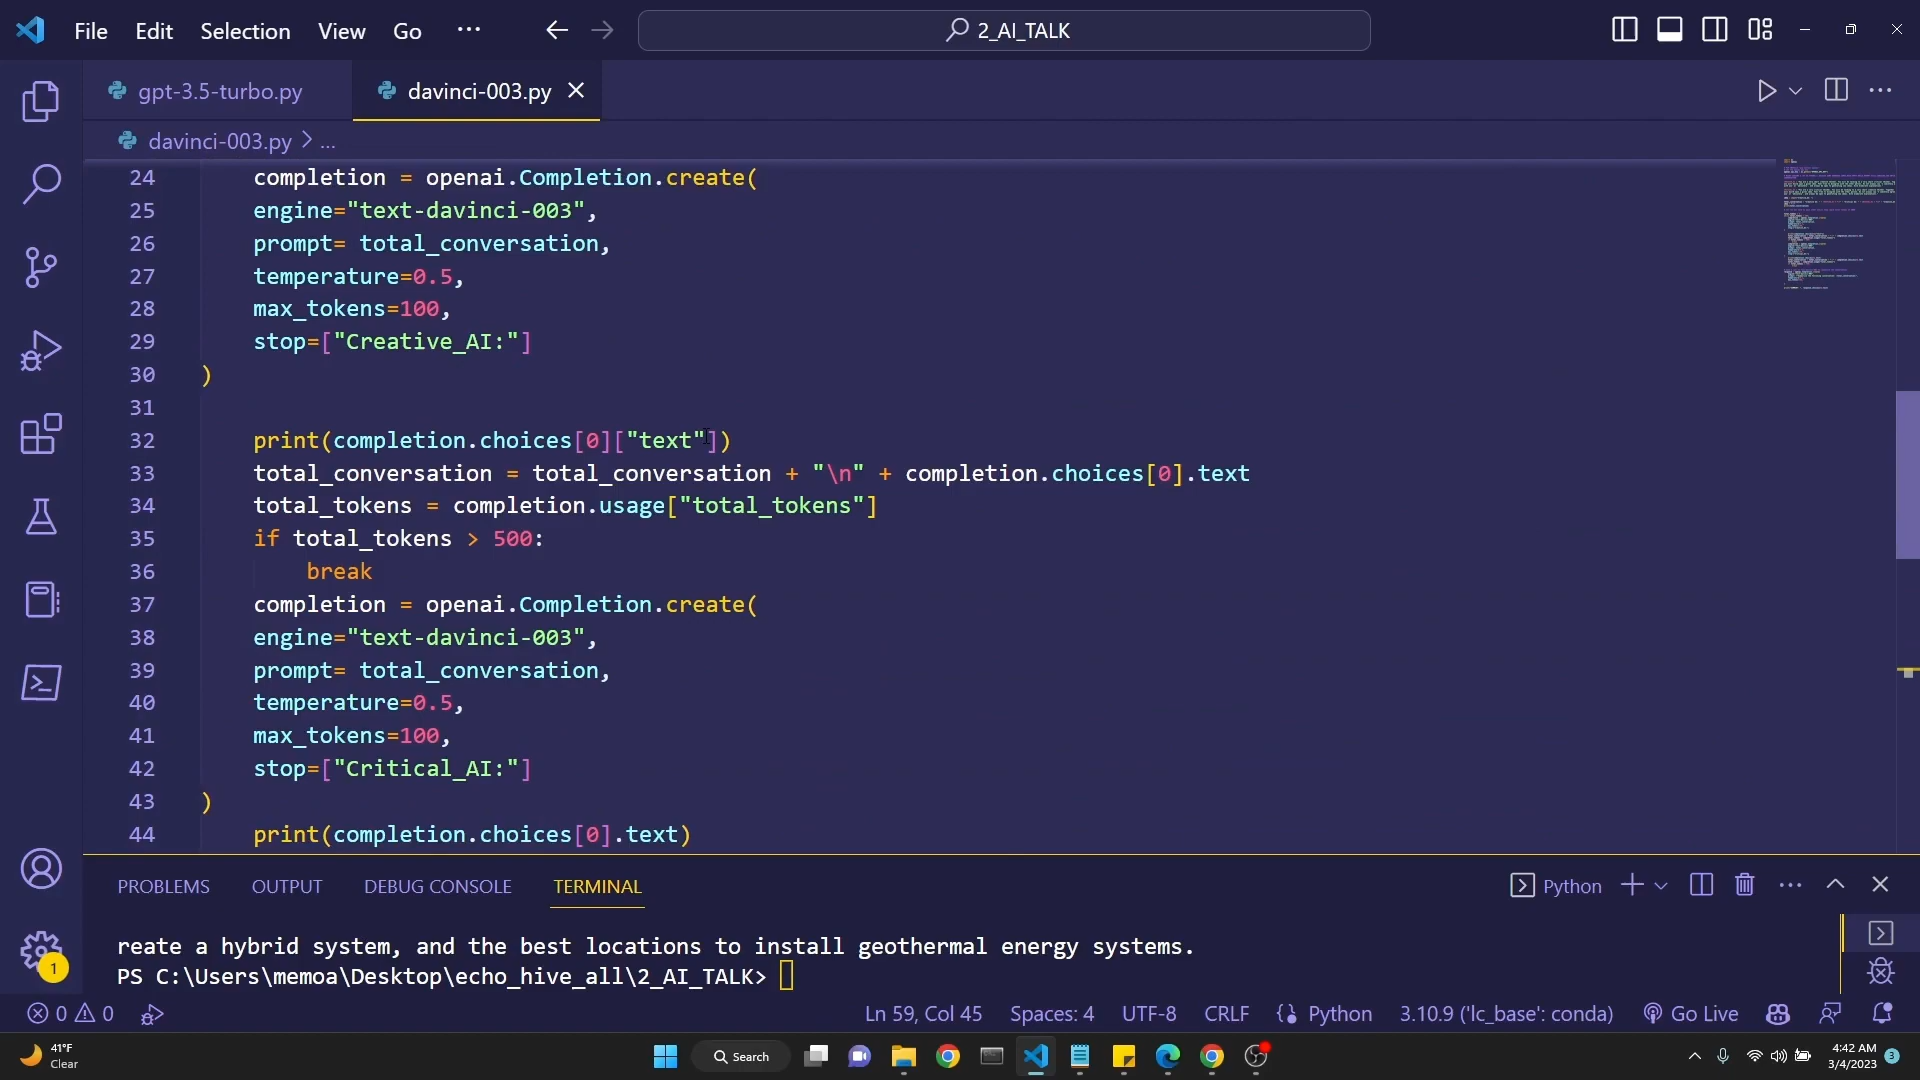 File Edit Selection View Go ...
2_AI_TALK
gpt-3.5-turbo.py davinci-003.py
davinci-003.py > ...
24 completion = openai.Completion.create(
25 engine="text-davinci-003",
26 prompt= total_conversation,
27 temperature=0.5,
28 max_tokens=100,
29 stop=["Creative_AI:"]
30 )
31
32 print(completion.choices[0]["text"])
33 total_conversation = total_conversation + "\n" + completion.choices[0].text
34 total_tokens = completion.usage["total_tokens"]
35 if total_tokens > 500:
36 break
37 completion = openai.Completion.create(
38 engine="text-davinci-003",
39 prompt= total_conversation,
40 temperature=0.5,
41 max_tokens=100,
42 stop=["Critical_AI:"]
43 )
44 print(completion.choices[0].text)
PROBLEMS OUTPUT DEBUG CONSOLE TERMINAL Python
reate a hybrid system, and the best locations to install geothermal energy systems.
PS C:\Users\memoa\Desktop\echo_hive_all\2_AI_TALK>
1
0 0 Ln 59, Col 45 Spaces: 4 UTF-8 CRLF Python 3.10.9 ('lc_base': conda) Go Live
41°F
Clear
Search
4:42 AM
3/4/2023
3